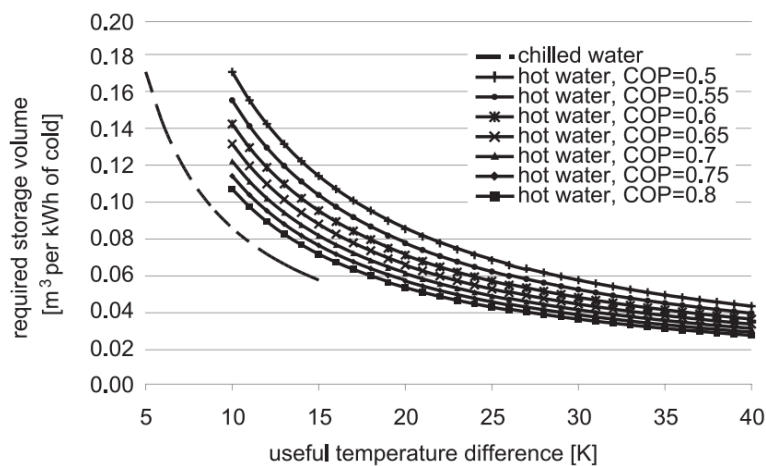 required storage volume
[m³ per kWh of cold]
0.20
0.18
0.16
0.14
0.12
0.10
0.08
0.06
0.04
0.02
0.00
chilled water
hot water, COP=0.5
hot water, COP=0.55
hot water, COP=0.6
hot water, COP=0.65
hot water, COP=0.7
hot water, COP=0.75
hot water, COP=0.8
5 10 15 20 25 30 35 40
useful temperature difference [K]